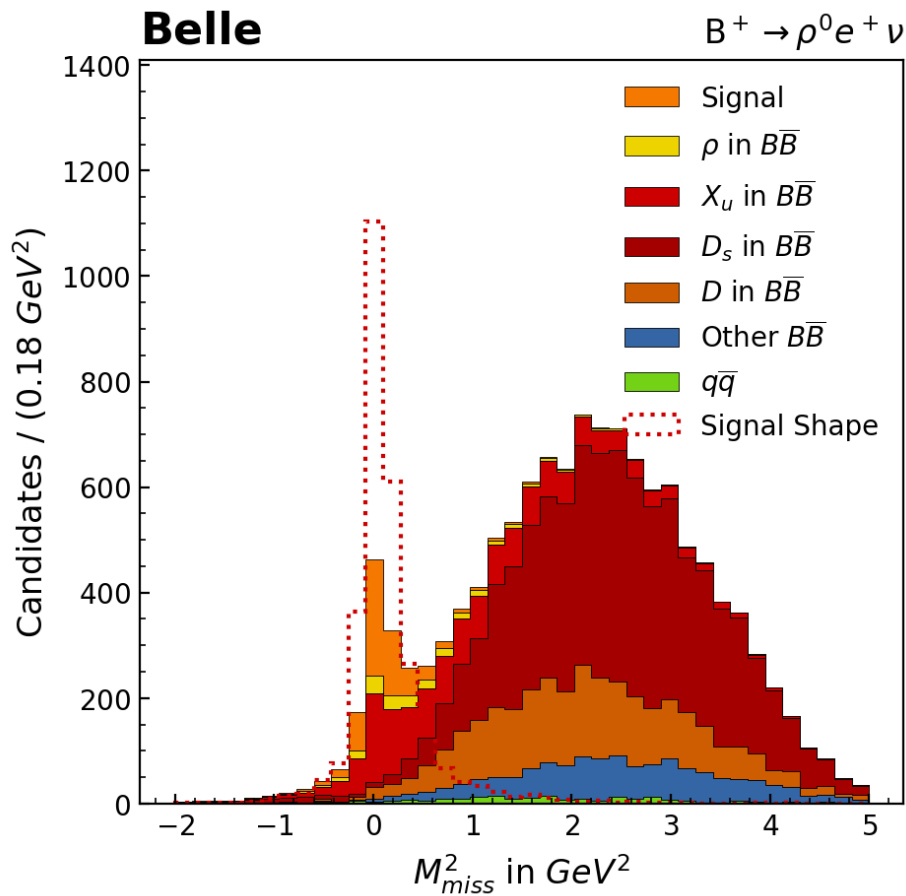 Belle B⁺ → ρ⁰e⁺ν
1400
1200
1000
800
600
400
200
0
Candidates / (0.18 GeV²)
Signal
ρ in BB̅
Xᵤ in BB̅
Dₛ in BB̅
D in BB̅
Other BB̅
qq̅
Signal Shape
−2 −1 0 1 2 3 4 5
M²_miss in GeV²